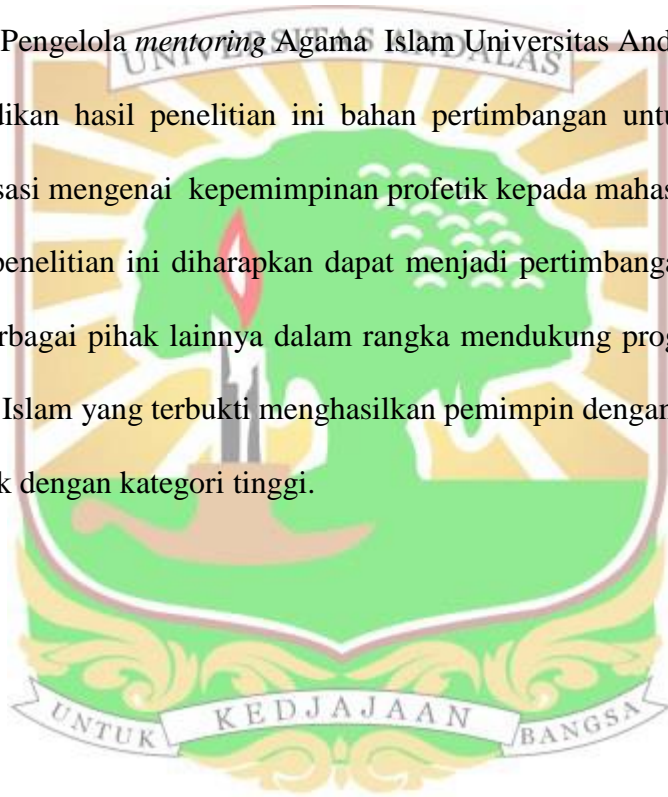 Pengelola mentoring Agama Islam Universitas And
UNIVERSITAS ANDALAS
dikan hasil penelitian ini bahan pertimbangan untu
sasi mengenai kepemimpinan profetik kepada mahas
penelitian ini diharapkan dapat menjadi pertimbanga
rbagai pihak lainnya dalam rangka mendukung prog
Islam yang terbukti menghasilkan pemimpin dengan
k dengan kategori tinggi.
UNTUK KEDJAJAAN BANGSA